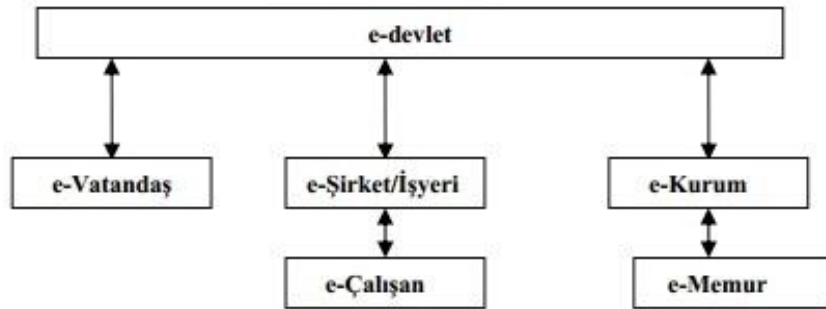 e-devlet
e-Vatandaş
e-Şirket/İşyeri
e-Kurum
e-Çalışan
e-Memur